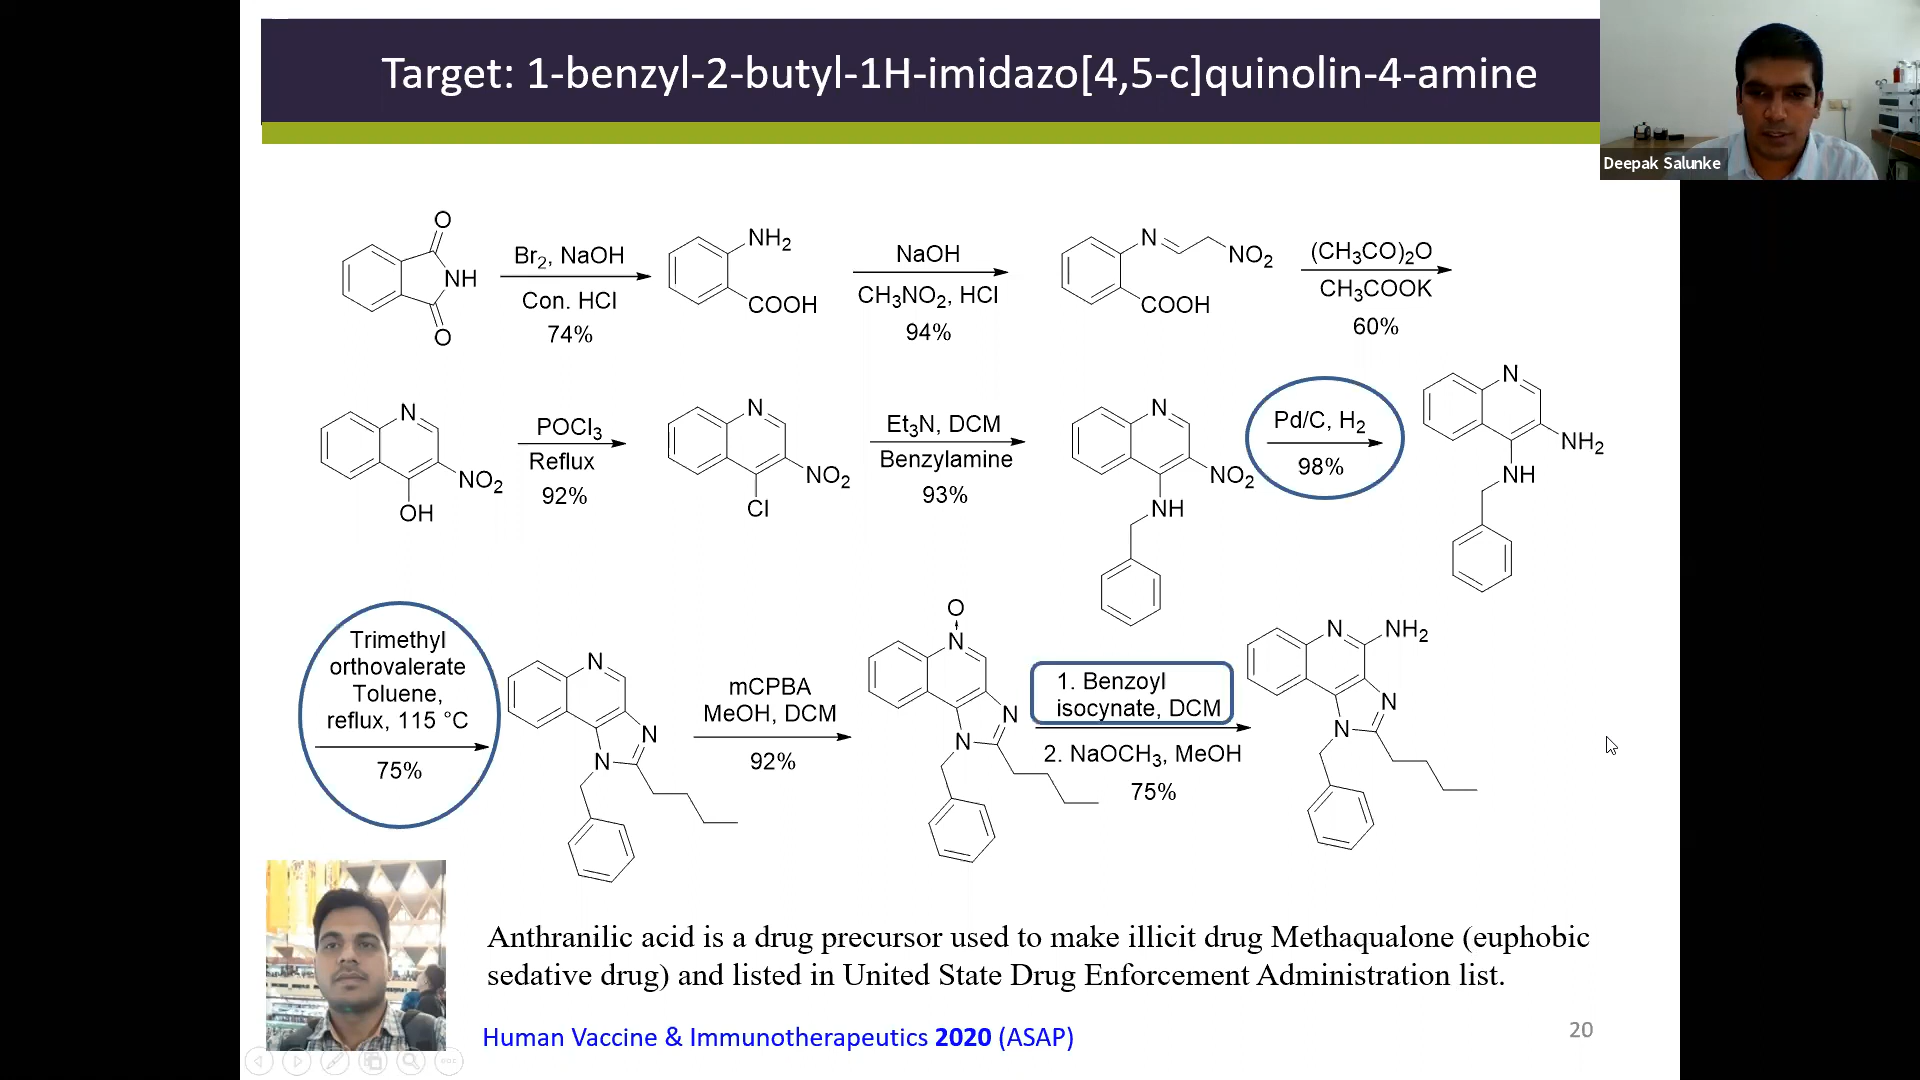 Target: 1-benzyl-2-butyl-1H-imidazo[4,5-c]quinolin-4-amine
Deepak Salunke
O
NH
O
Br2, NaOH
Con. HCl
74%
NH2
COOH
NaOH
CH3NO2, HCl
94%
N
NO2
COOH
(CH3CO)2O
CH3COOK
60%
N
NO2
OH
POCl3
Reflux
92%
N
NO2
Cl
Et3N, DCM
Benzylamine
93%
N
NO2
NH
Pd/C, H2
98%
N
NH2
NH
Trimethyl
orthovalerate
Toluene,
reflux, 115 °C
75%
N
N
N
mCPBA
MeOH, DCM
92%
O
N
N
N
1. Benzoyl
isocynate, DCM
2. NaOCH3, MeOH
75%
N
NH2
N
N
Anthranilic acid is a drug precursor used to make illicit drug Methaqualone (euphobic
sedative drug) and listed in United State Drug Enforcement Administration list.
Human Vaccine & Immunotherapeutics 2020 (ASAP)
20